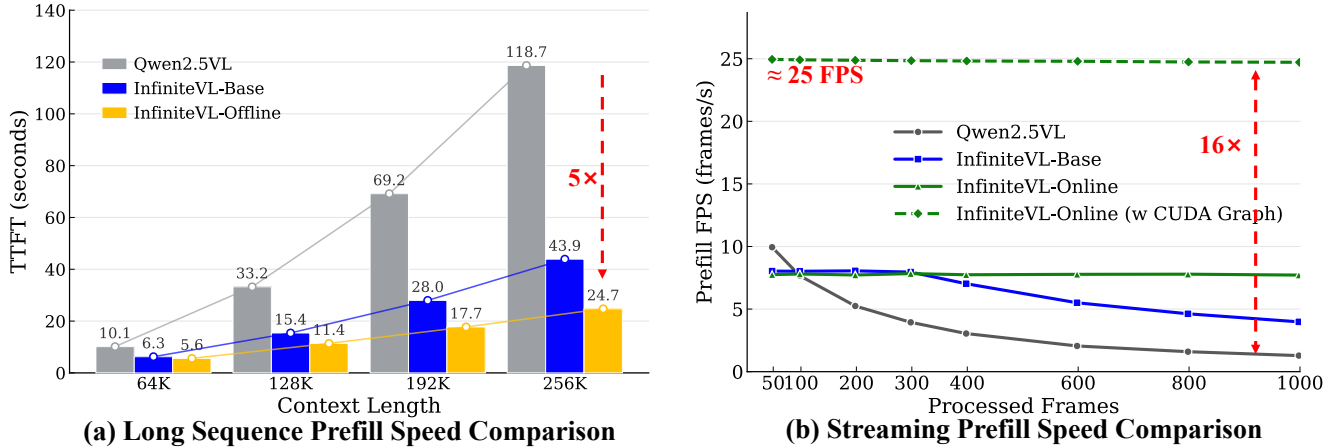 140
120
100
80
60
40
20
0
TTFT (seconds)
Qwen2.5VL
InfiniteVL-Base
InfiniteVL-Offline
10.1
6.3
5.6
33.2
15.4
11.4
69.2
28.0
17.7
118.7
43.9
24.7
5×
64K
128K
192K
256K
Context Length
(a) Long Sequence Prefill Speed Comparison
25
20
15
10
5
0
Prefill FPS (frames/s)
≈ 25 FPS
Qwen2.5VL
InfiniteVL-Base
InfiniteVL-Online
InfiniteVL-Online (w CUDA Graph)
16×
50 100 200 300 400 600 800 1000
Processed Frames
(b) Streaming Prefill Speed Comparison